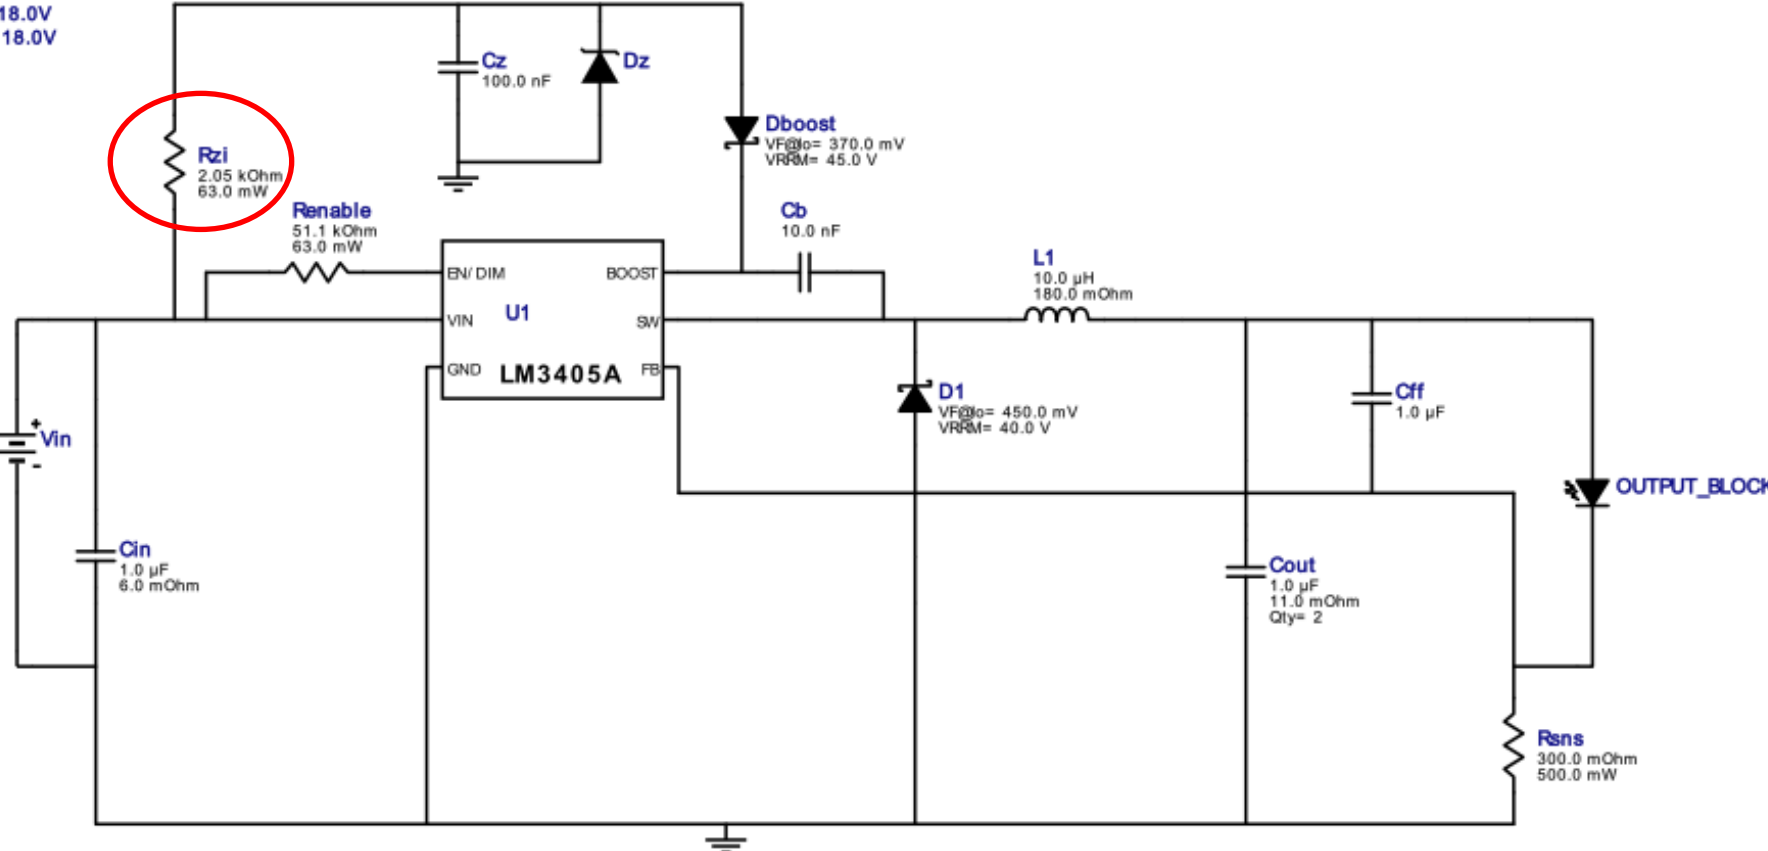 18.0V
18.0V
Cz
100.0 nF
Dz
Dboost
VF@Io= 370.0 mV
VRRM= 45.0 V
Rzi
2.05 kOhm
63.0 mW
Renable
51.1 kOhm
63.0 mW
Cb
10.0 nF
L1
10.0 µH
180.0 mOhm
EN/ DIM
BOOST
VIN
U1
SW
GND
LM3405A
FB
D1
VF@Io= 450.0 mV
VRRM= 40.0 V
Cff
1.0 µF
+
Vin
-
OUTPUT_BLOCK
Cin
1.0 µF
6.0 mOhm
Cout
1.0 µF
11.0 mOhm
Qty= 2
Rsns
300.0 mOhm
500.0 mW